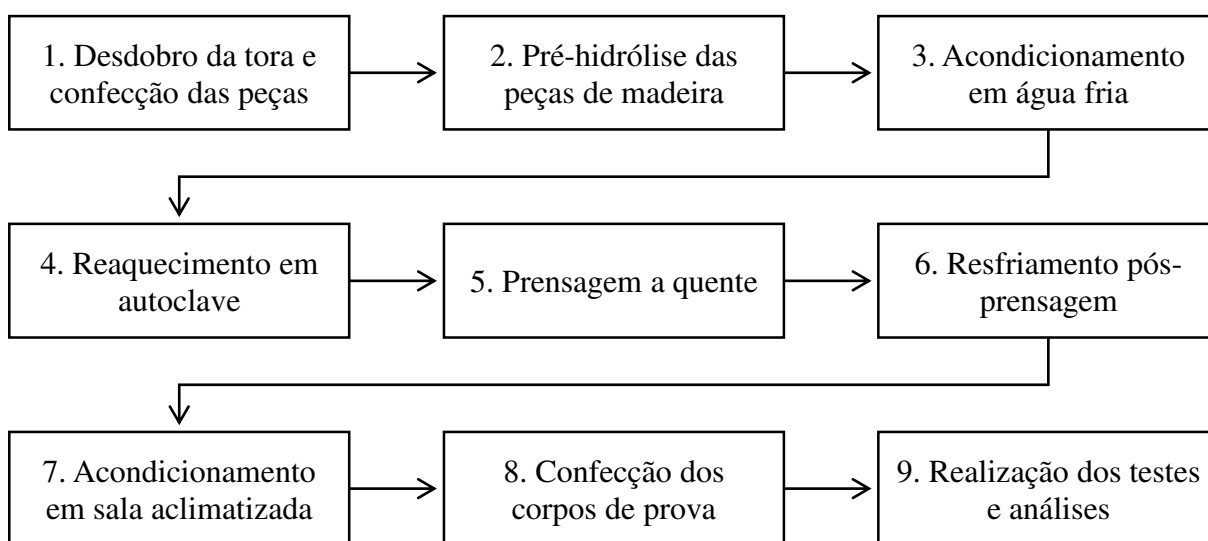 1. Desdobro da tora e
confecção das peças
2. Pré-hidrólise das
peças de madeira
3. Acondicionamento
em água fria
4. Reaquecimento em
autoclave
5. Prensagem a quente
6. Resfriamento pós-
prensagem
7. Acondicionamento
em sala aclimatizada
8. Confecção dos
corpos de prova
9. Realização dos testes
e análises